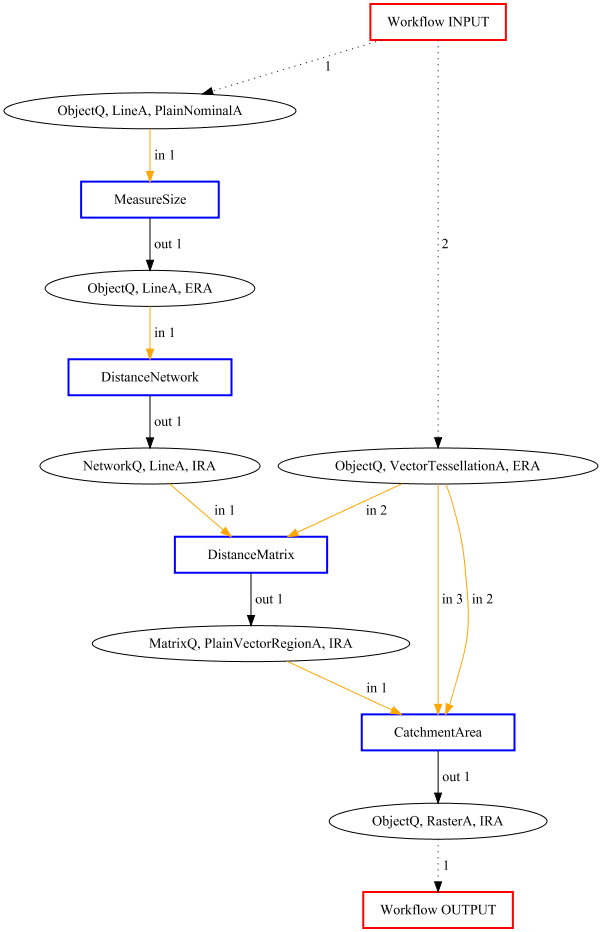 Workflow INPUT
1
ObjectQ, LineA, PlainNominalA
in 1
MeasureSize
out 1
2
ObjectQ, LineA, ERA
in 1
DistanceNetwork
out 1
NetworkQ, LineA, IRA
ObjectQ, VectorTessellationA, ERA
in 1
in 2
DistanceMatrix
out 1
in 3
in 2
MatrixQ, PlainVectorRegionA, IRA
in 1
CatchmentArea
out 1
ObjectQ, RasterA, IRA
1
Workflow OUTPUT